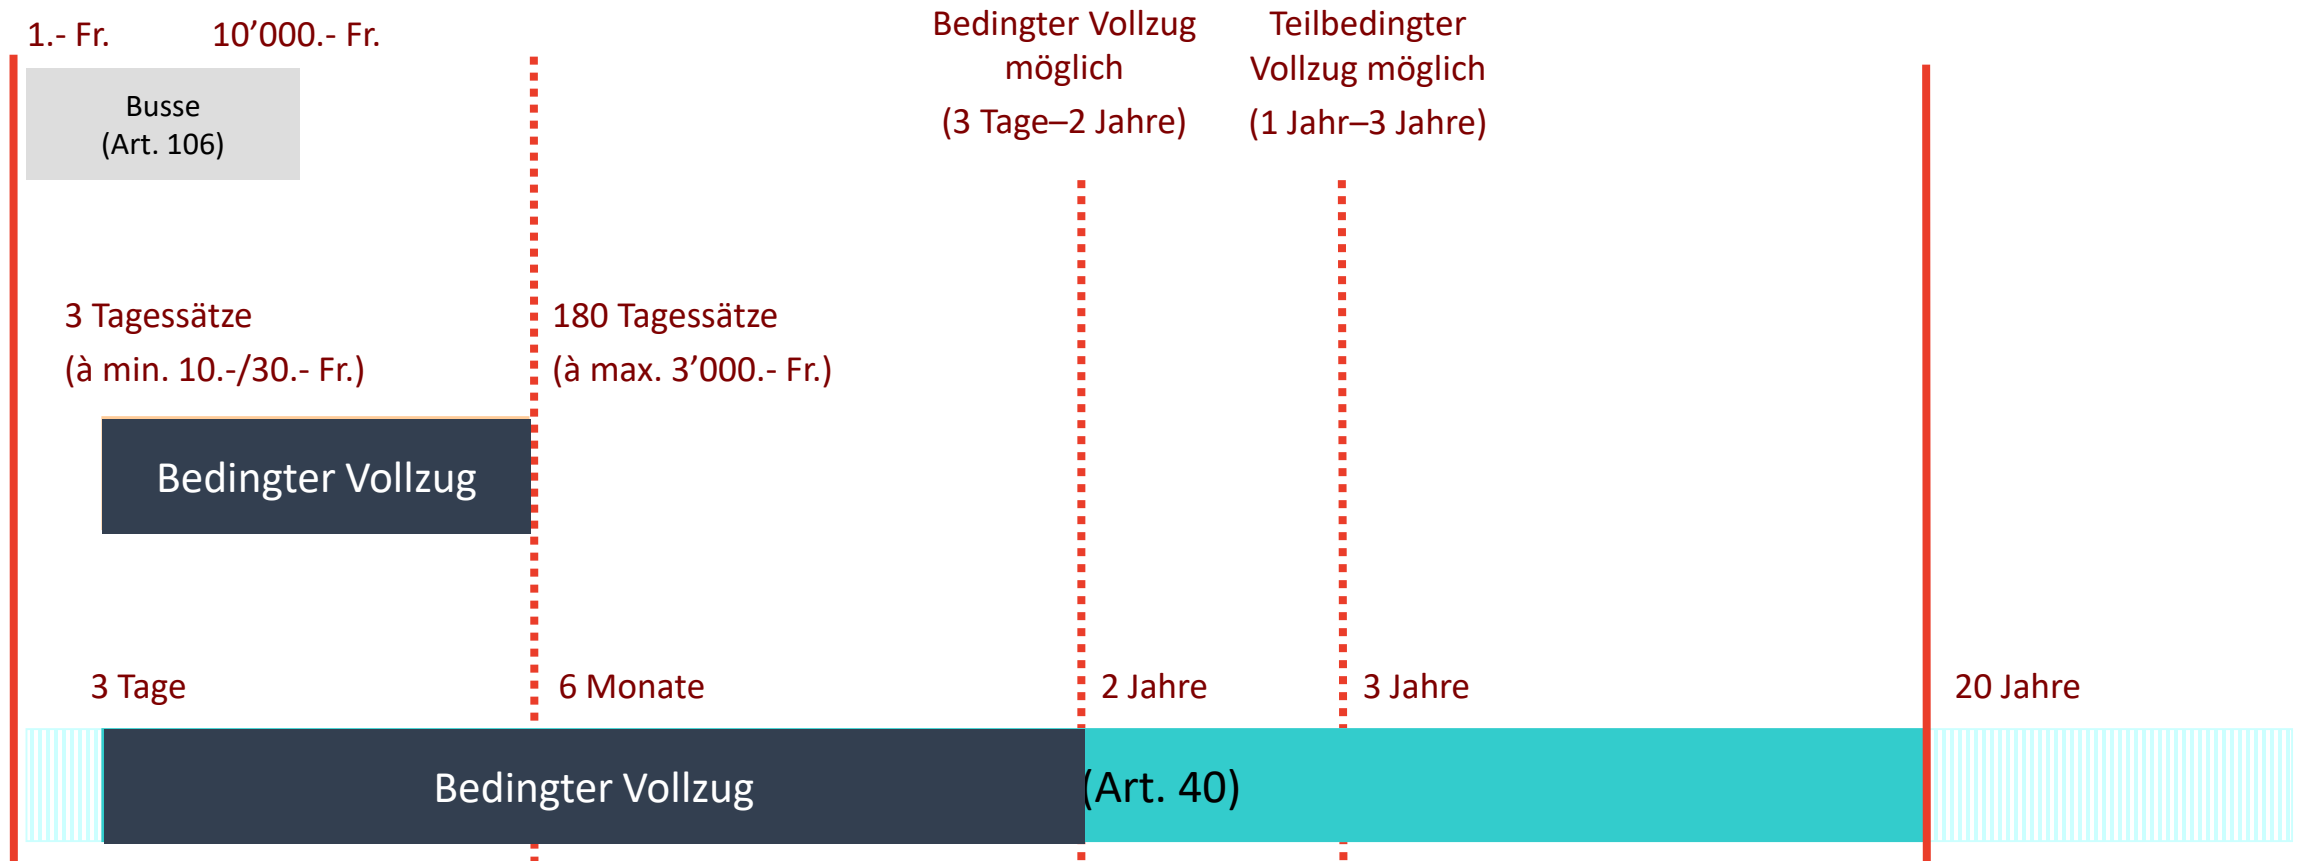 1.- Fr.
10’000.- Fr.
Bedingter Vollzug
möglich
(3 Tage–2 Jahre)
Teilbedingter
Vollzug möglich
(1 Jahr–3 Jahre)
Busse
(Art. 106)
3 Tagessätze
(à min. 10.-/30.- Fr.)
180 Tagessätze
(à max. 3’000.- Fr.)
Bedingter Vollzug
3 Tage
6 Monate
2 Jahre
3 Jahre
20 Jahre
Bedingter Vollzug
(Art. 40)